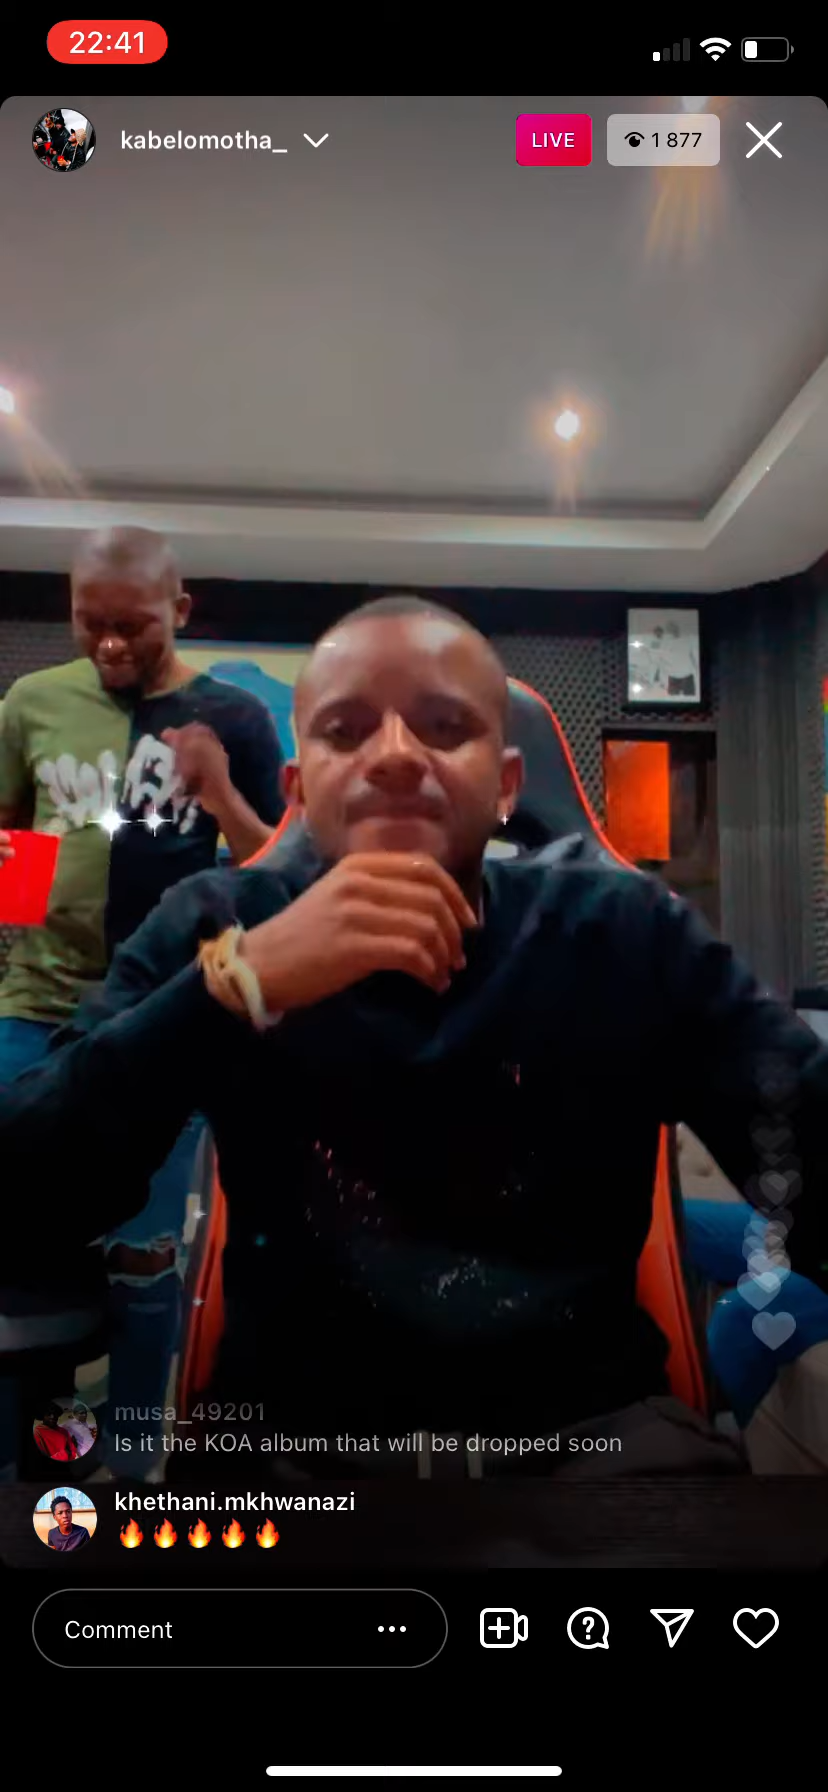 22:41
kabelomotha_
LIVE
1 877
musa_49201
Is it the KOA album that will be dropped soon
khethani.mkhwanazi
🔥🔥🔥🔥🔥
Comment